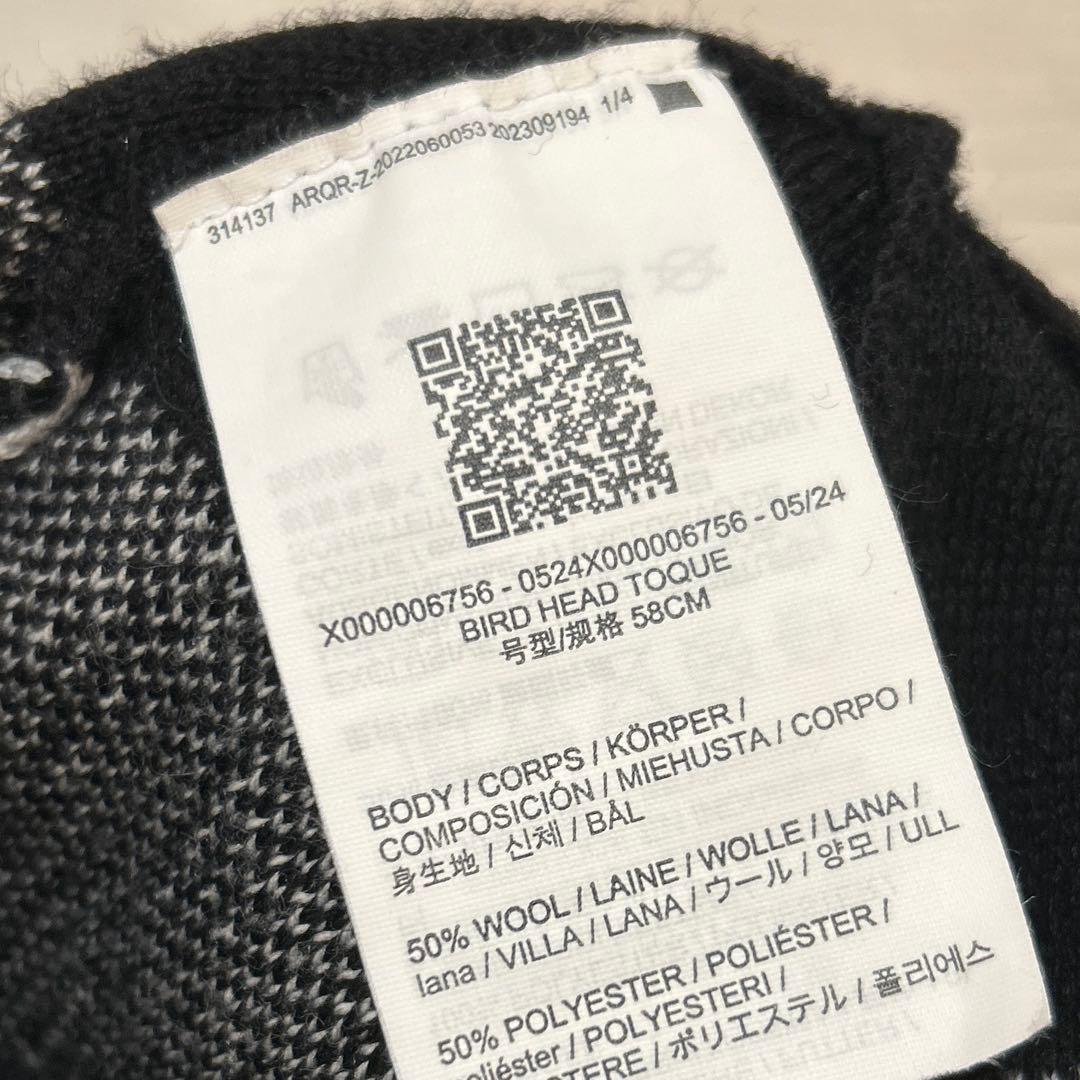 314137 ARQR-Z-2022060053 202309194 1/4
X000006756 - 0524X000006756 - 05/24
BIRD HEAD TOQUE
号型/规格 58CM
BODY / CORPS / KÖRPER /
COMPOSICIÓN / MIEHUSTA / CORPO /
身生地 / 신체 / BÅL
50% WOOL / LAINE / WOLLE / LANA /
lana / VILLA / LANA / ウール / 양모 / ULL
50% POLYESTER / POLIÉSTER /
poliéster / POLYESTERI /
ポリエステル / 폴리에스